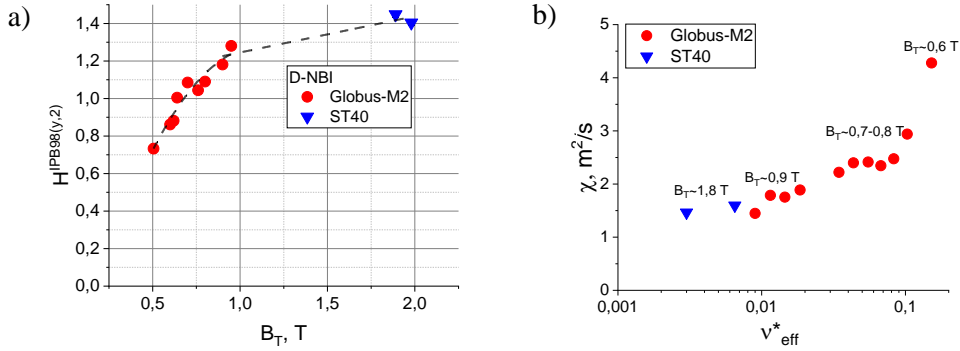 a)
1,4
1,2
1,0
0,8
0,6
0,4
0,2
0,0
H^IPB98(y,2)
D-NBI
Globus-M2
ST40
0,5 1,0 1,5 2,0
B_T, T
b)
5
4
3
2
1
0
χ, m²/s
Globus-M2
ST40
B_T~0,6 T
B_T~0,7-0,8 T
B_T~0,9 T
B_T~1,8 T
0,001 0,01 0,1
ν*eff